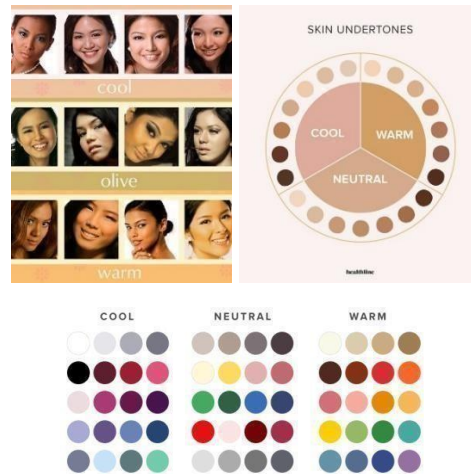 cool
olive
warm
SKIN UNDERTONES
COOL
WARM
NEUTRAL
healthline
COOL NEUTRAL WARM